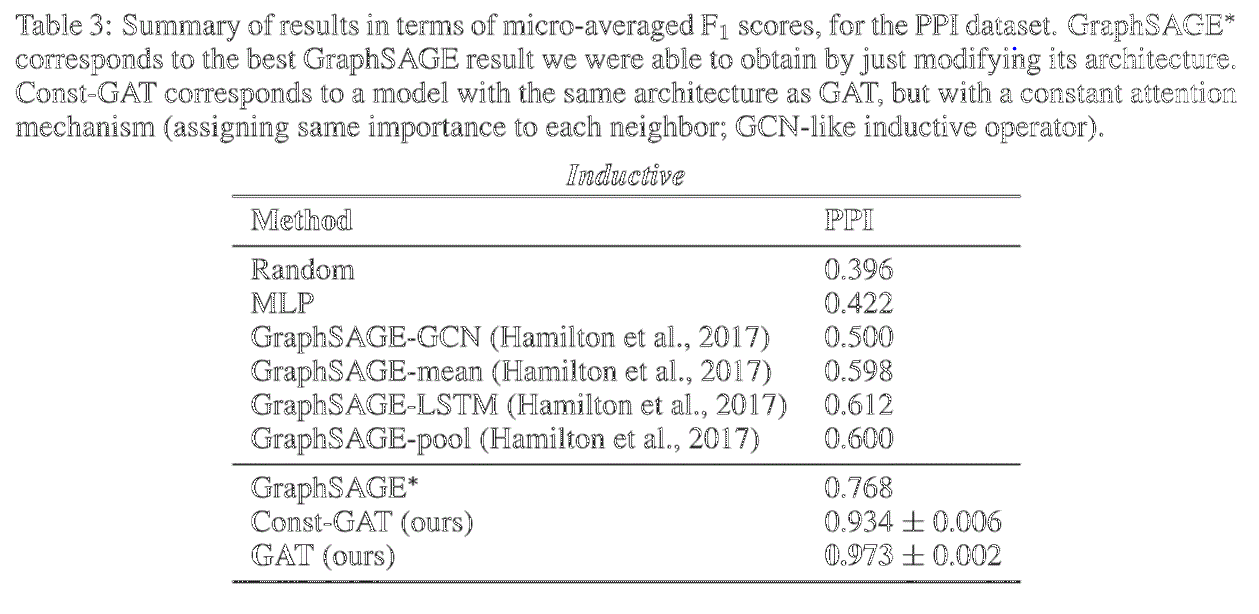 Table 3: Summary of results in terms of micro-averaged F₁ scores, for the PPI dataset. GraphSAGE*
corresponds to the best GraphSAGE result we were able to obtain by just modifying its architecture.
Const-GAT corresponds to a model with the same architecture as GAT, but with a constant attention
mechanism (assigning same importance to each neighbor; GCN-like inductive operator).
Inductive
Method PPI
Random 0.396
MLP 0.422
GraphSAGE-GCN (Hamilton et al., 2017) 0.500
GraphSAGE-mean (Hamilton et al., 2017) 0.598
GraphSAGE-LSTM (Hamilton et al., 2017) 0.612
GraphSAGE-pool (Hamilton et al., 2017) 0.600
GraphSAGE* 0.768
Const-GAT (ours) 0.934 ± 0.006
GAT (ours) 0.973 ± 0.002